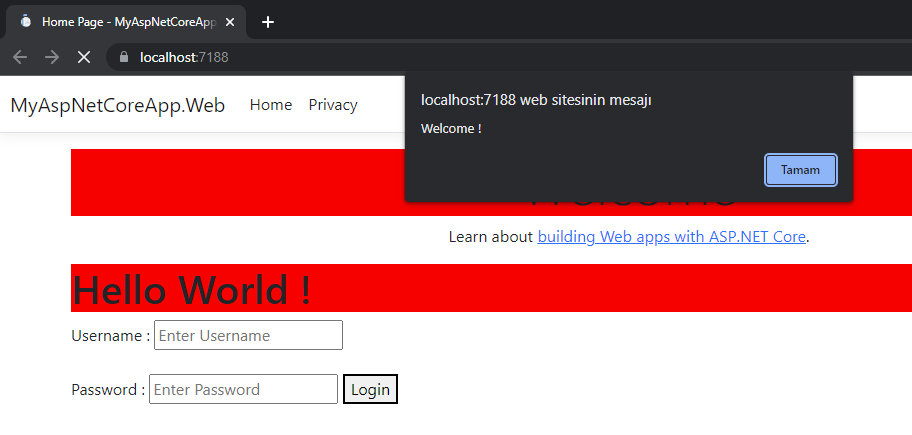 Home Page - MyAspNetCoreApp
localhost:7188
MyAspNetCoreApp.Web Home Privacy
localhost:7188 web sitesinin mesajı
Welcome !
Tamam
Welcome
Learn about building Web apps with ASP.NET Core.
Hello World !
Username : Enter Username
Password : Enter Password Login